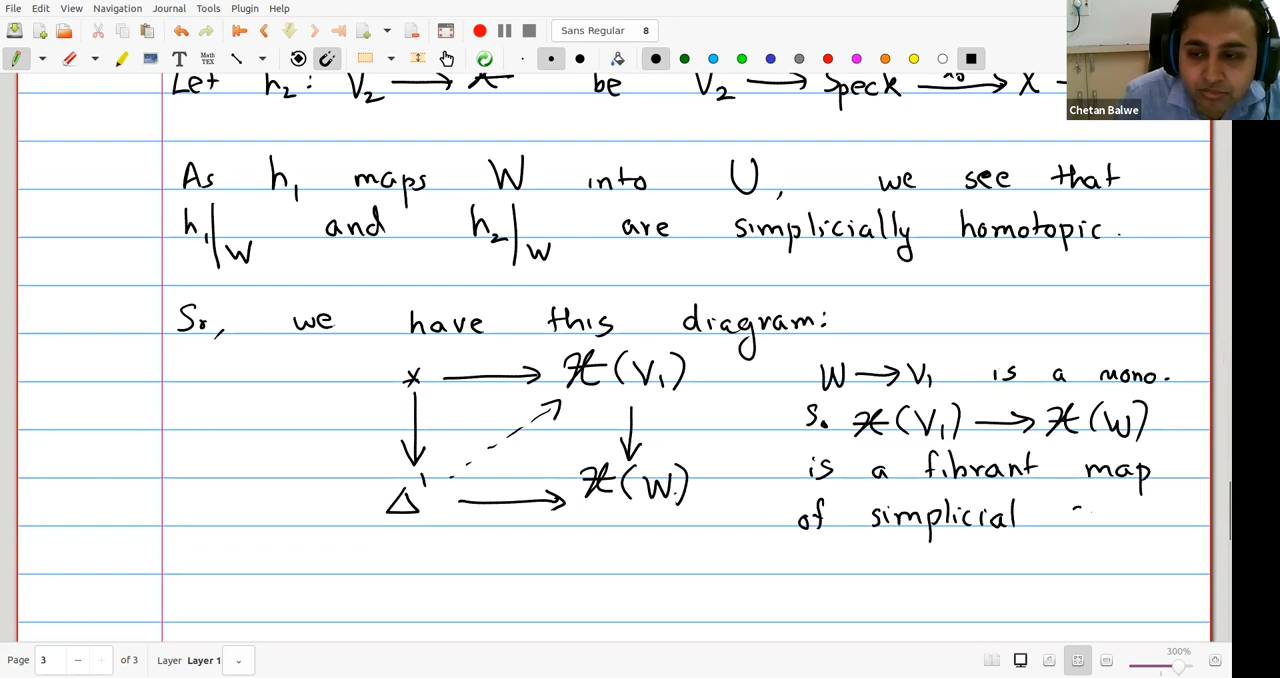 File Edit View Navigation Journal Tools Plugin Help
Sans Regular 8
Let h₂ : V₂ ⟶ 𝒳 be V₂ ⟶ Spec k ⟶ X
Chetan Balwe
As h₁ maps W into U, we see that
h₁|W and h₂|W are simplicially homotopic.
So, we have this diagram:
* ⟶ 𝒳(V₁)
Δ¹ ⟶ 𝒳(W)
W ⟶ V₁ is a mono.
So 𝒳(V₁) ⟶ 𝒳(W)
is a fibrant map
of simplicial
Page 3 of 3 Layer Layer 1 300%